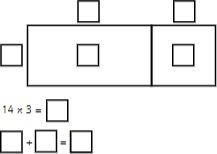 14 × 3 =
+ =